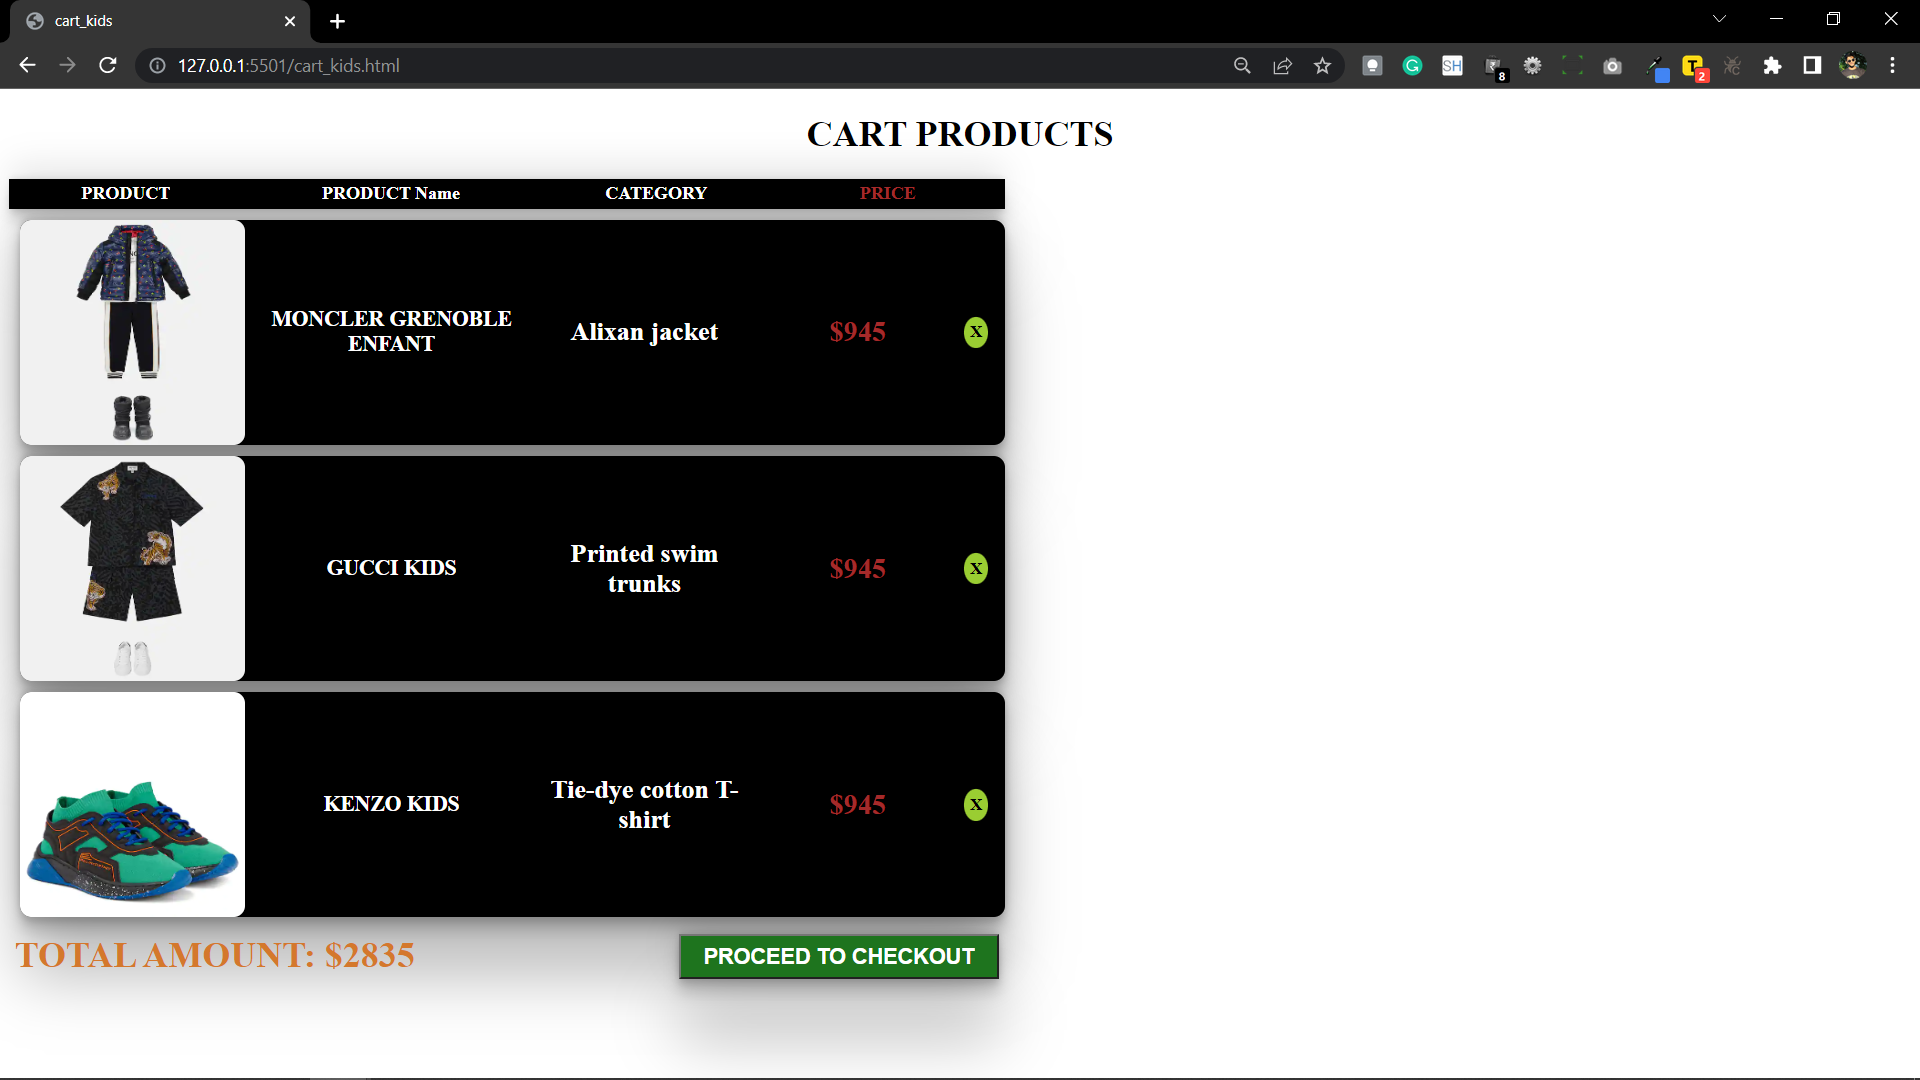 cart_kids
127.0.0.1:5501/cart_kids.html
SH
8
T
2
CART PRODUCTS
PRODUCT PRODUCT Name CATEGORY PRICE
MONCLER GRENOBLE
ENFANT
Alixan jacket
$945
X
GUCCI KIDS
Printed swim
trunks
$945
X
KENZO KIDS
Tie-dye cotton T-
shirt
$945
X
TOTAL AMOUNT: $2835
PROCEED TO CHECKOUT